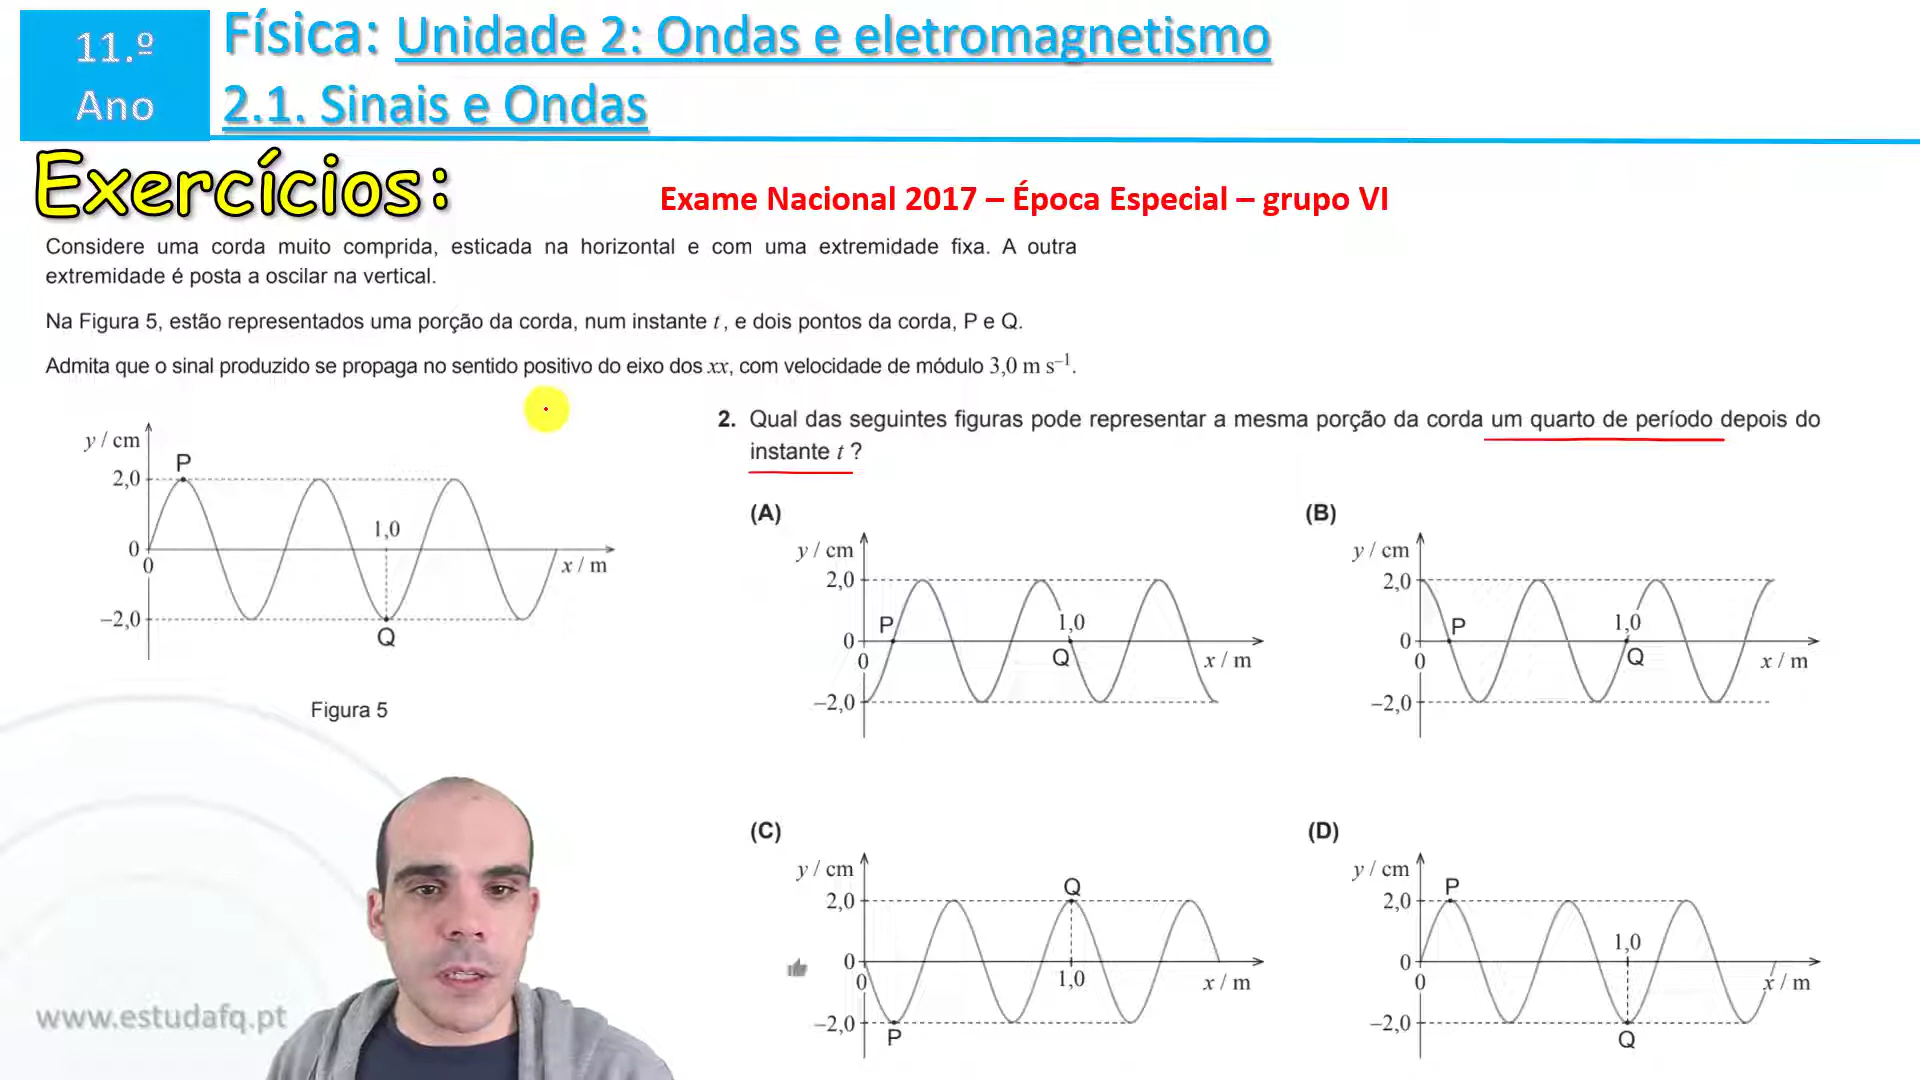 11.º
Ano
Física: Unidade 2: Ondas e eletromagnetismo
2.1. Sinais e Ondas
Exercícios:
Exame Nacional 2017 – Época Especial – grupo VI
Considere uma corda muito comprida, esticada na horizontal e com uma extremidade fixa. A outra
extremidade é posta a oscilar na vertical.
Na Figura 5, estão representados uma porção da corda, num instante t, e dois pontos da corda, P e Q.
Admita que o sinal produzido se propaga no sentido positivo do eixo dos xx, com velocidade de módulo 3,0 m s⁻¹.
y / cm
P
2,0
1,0
0
0
x / m
–2,0
Q
Figura 5
2. Qual das seguintes figuras pode representar a mesma porção da corda um quarto de período depois do
instante t ?
(A)
y / cm
2,0
P
1,0
0
0
Q
x / m
–2,0
(B)
y / cm
2,0
P
1,0
0
0
Q
x / m
–2,0
(C)
y / cm
Q
2,0
0
0
1,0
x / m
–2,0
P
(D)
y / cm
P
2,0
1,0
0
0
x / m
–2,0
Q
www.estudafq.pt